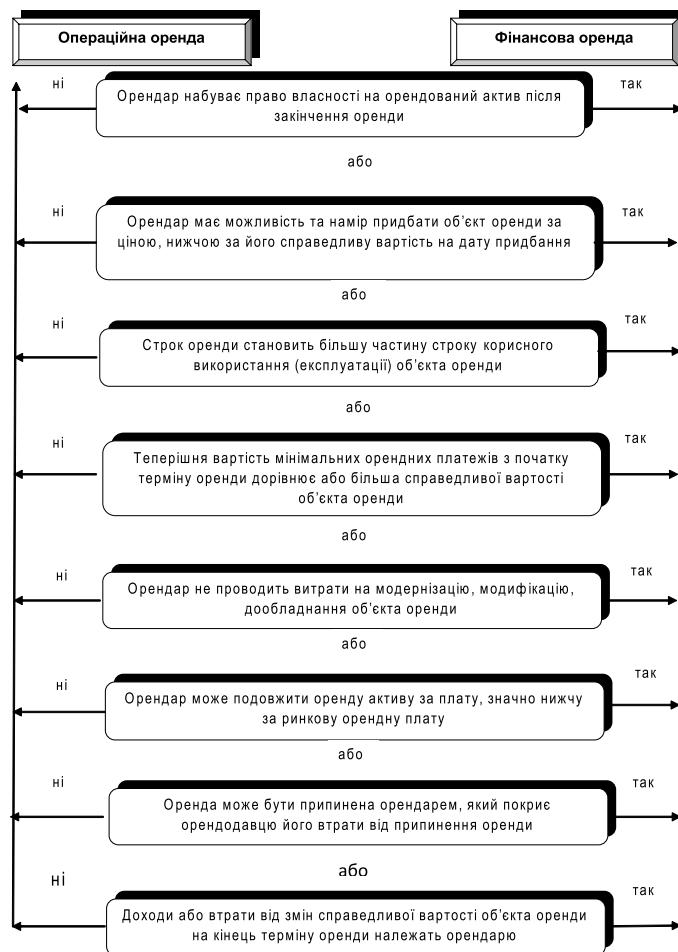 Операційна оренда
Фінансова оренда
ні
так
Орендар набуває право власності на орендований актив після
закінчення оренди
або
ні
так
Орендар має можливість та намір придбати об’єкт оренди за
ціною, нижчою за його справедливу вартість на дату придбання
або
ні
так
Строк оренди становить більшу частину строку корисного
використання (експлуатації) об’єкта оренди
або
ні
так
Теперішня вартість мінімальних орендних платежів з початку
терміну оренди дорівнює або більша справедливої вартості
об’єкта оренди
або
ні
так
Орендар не проводить витрати на модернізацію, модифікацію,
дообладнання об’єкта оренди
або
ні
так
Орендар може подовжити оренду активу за плату, значно нижчу
за ринкову орендну плату
або
ні
так
Оренда може бути припинена орендарем, який покриє
орендодавцю його втрати від припинення оренди
або
ні
так
Доходи або втрати від змін справедливої вартості об’єкта оренди
на кінець терміну оренди належать орендарю